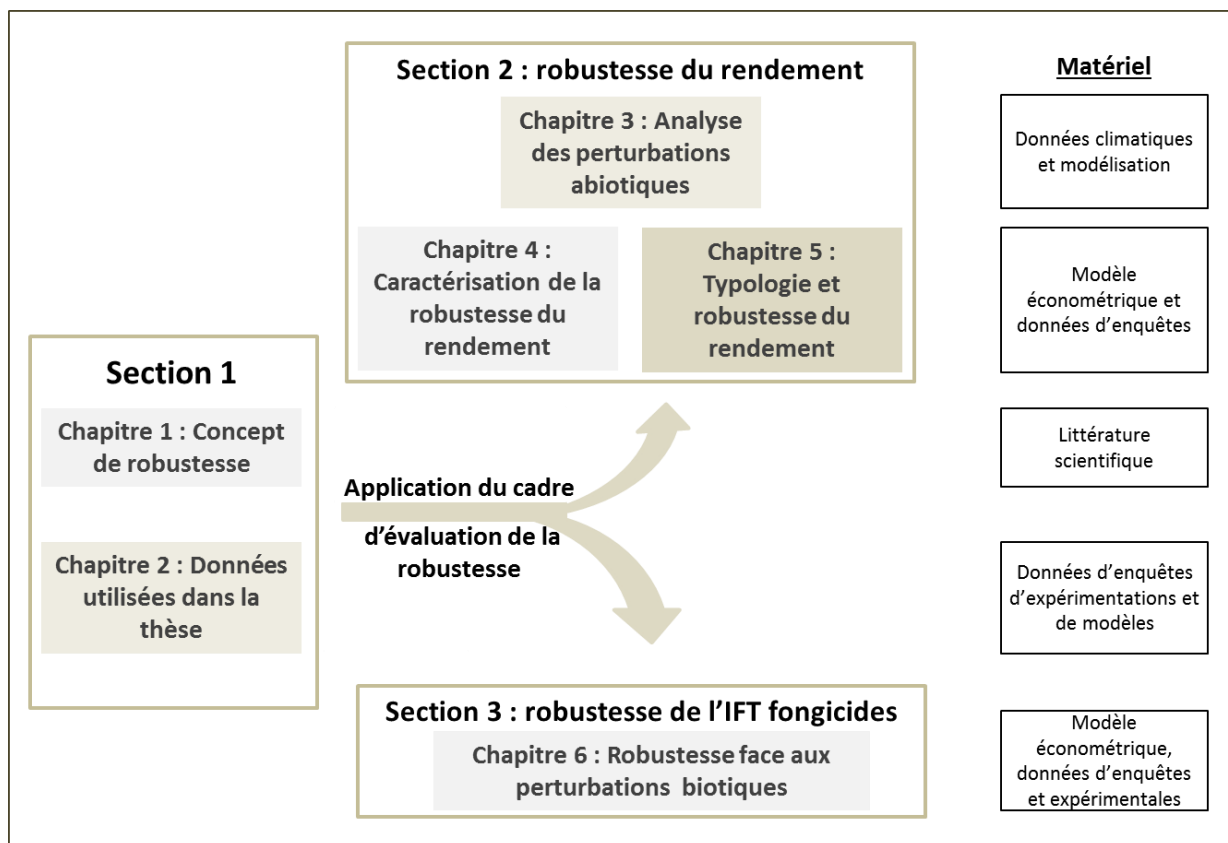 Section 2 : robustesse du rendement
Chapitre 3 : Analyse
des perturbations
abiotiques
Chapitre 4 :
Caractérisation de la
robustesse du
rendement
Chapitre 5 :
Typologie et
robustesse du
rendement
Section 1
Chapitre 1 : Concept
de robustesse
Chapitre 2 : Données
utilisées dans la
thèse
Application du cadre
d’évaluation de la
robustesse
Section 3 : robustesse de l’IFT fongicides
Chapitre 6 : Robustesse face aux
perturbations biotiques
Matériel
Données climatiques
et modélisation
Modèle
économétrique et
données d’enquêtes
Littérature
scientifique
Données d’enquêtes
d’expérimentations et
de modèles
Modèle
économétrique,
données d’enquêtes
et expérimentales